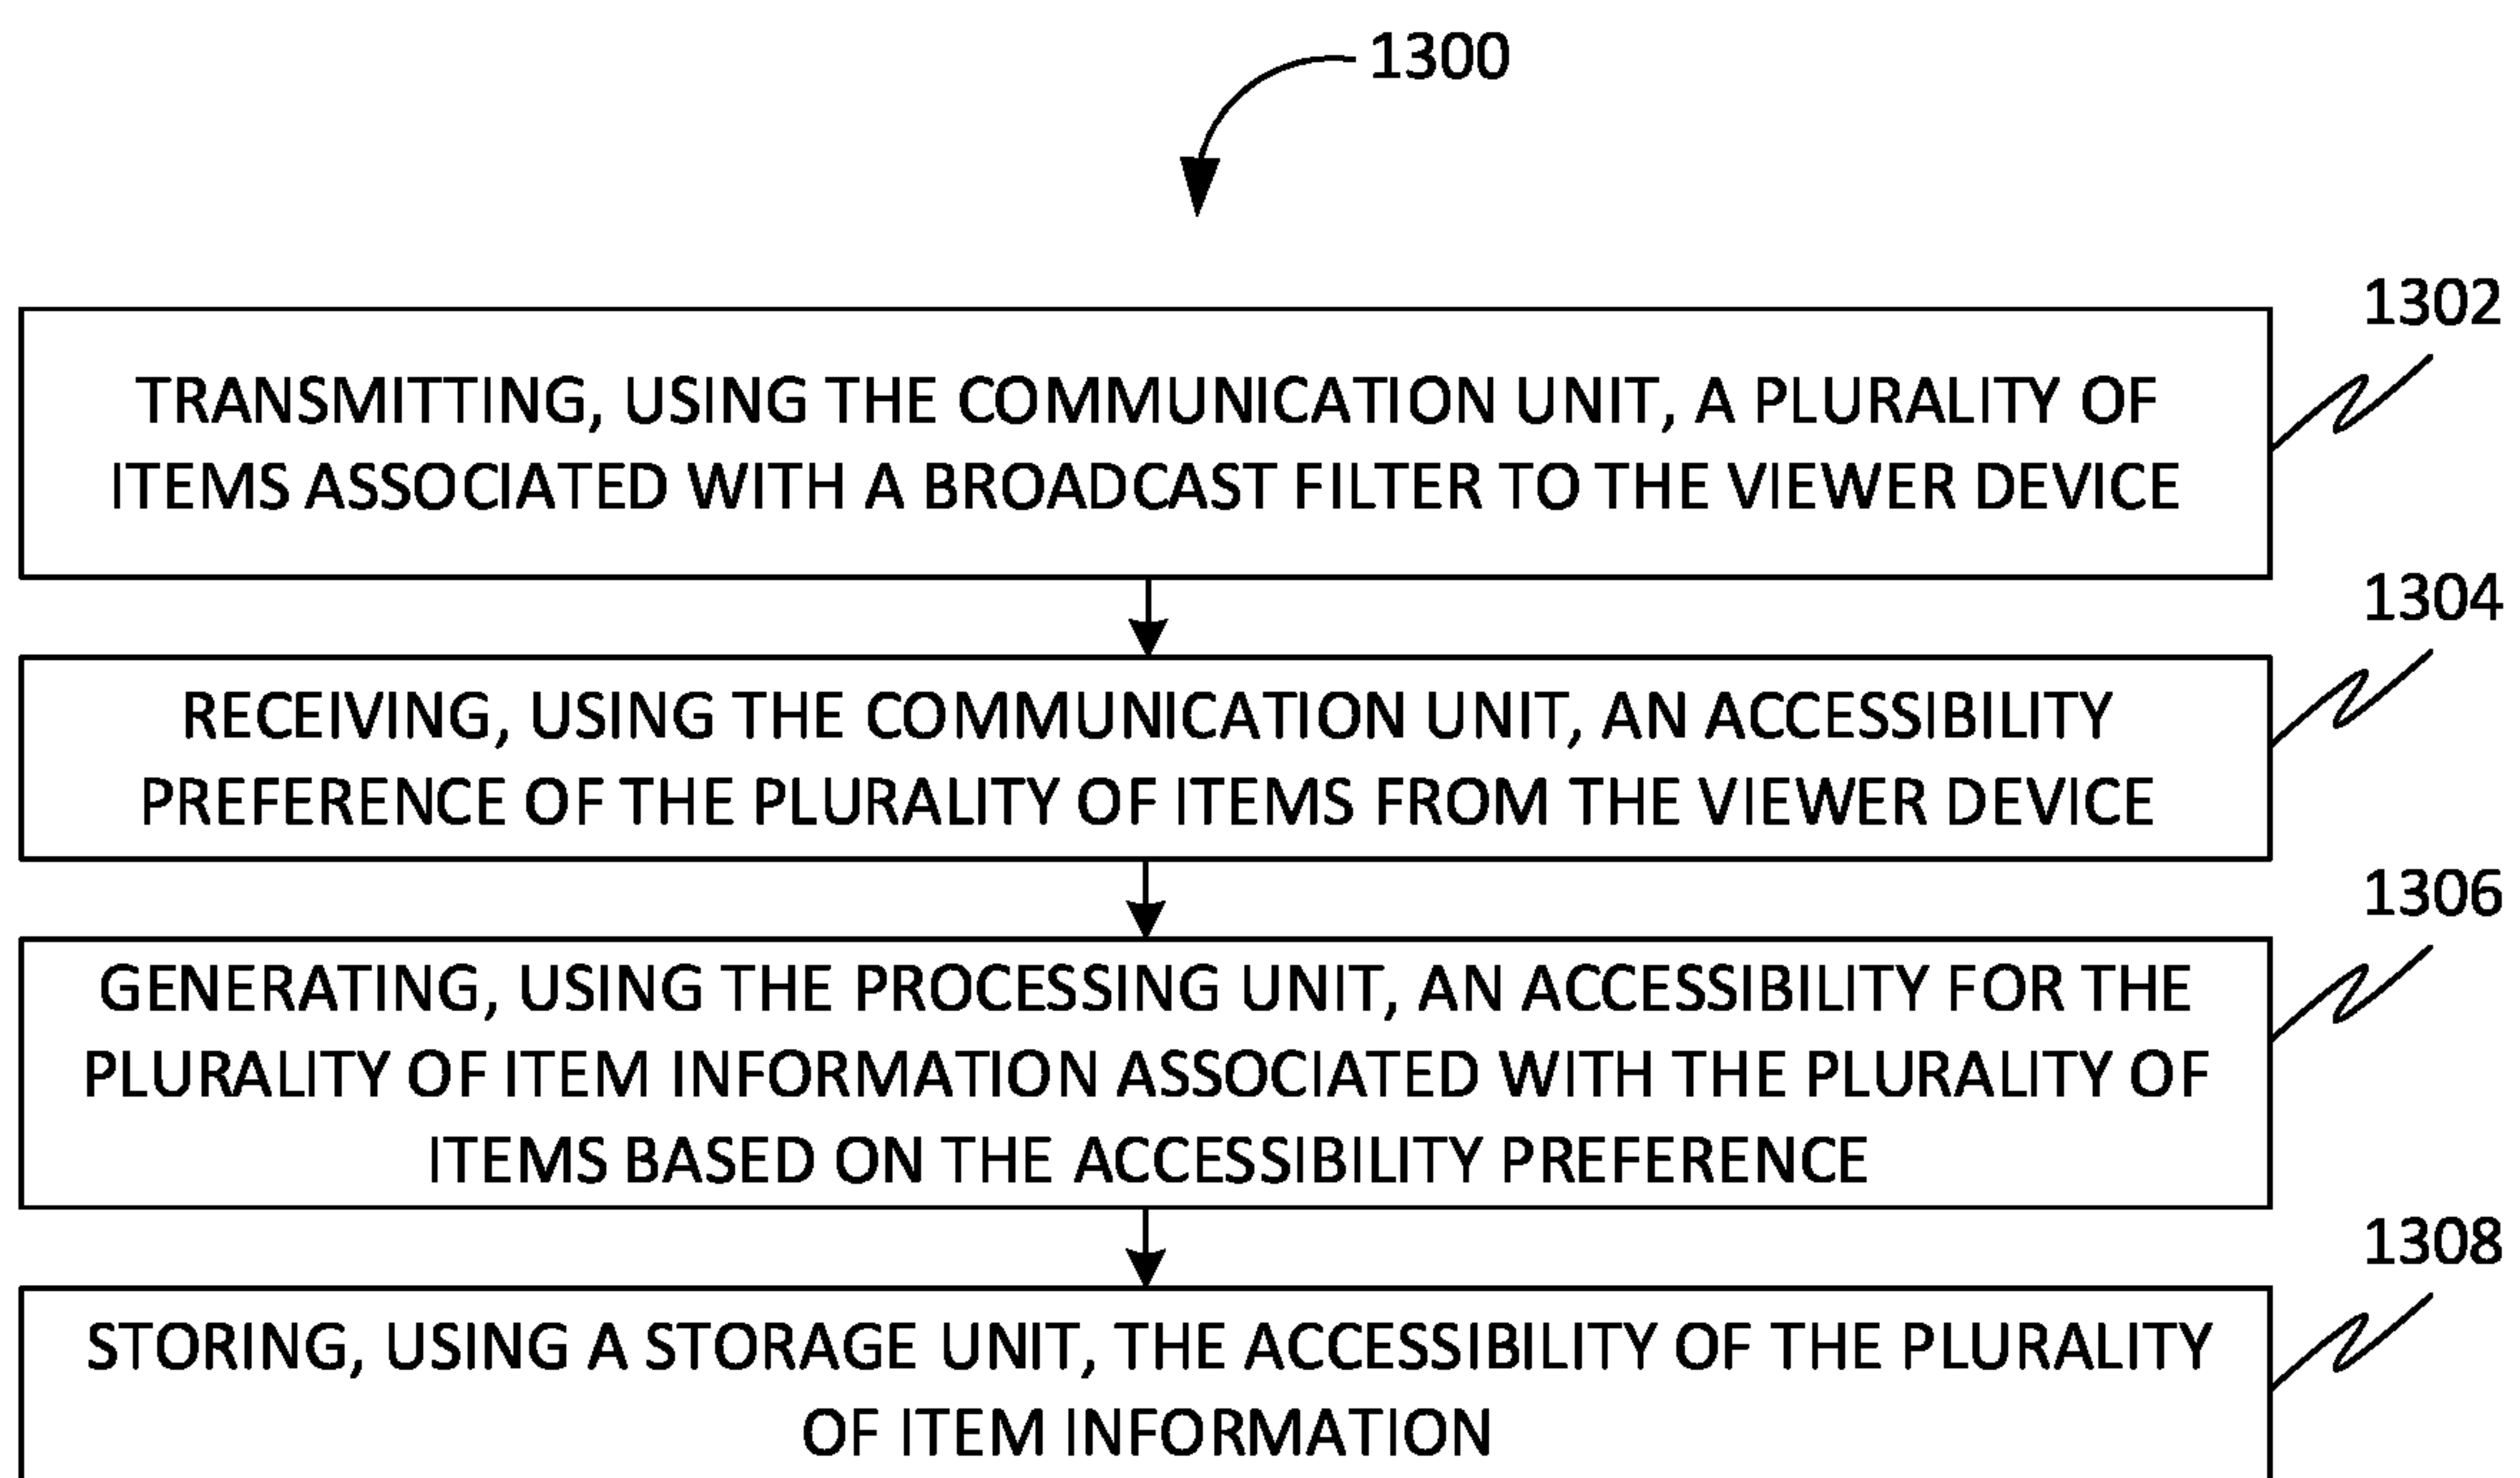 1300
1302
TRANSMITTING, USING THE COMMUNICATION UNIT, A PLURALITY OF
ITEMS ASSOCIATED WITH A BROADCAST FILTER TO THE VIEWER DEVICE
1304
RECEIVING, USING THE COMMUNICATION UNIT, AN ACCESSIBILITY
PREFERENCE OF THE PLURALITY OF ITEMS FROM THE VIEWER DEVICE
1306
GENERATING, USING THE PROCESSING UNIT, AN ACCESSIBILITY FOR THE
PLURALITY OF ITEM INFORMATION ASSOCIATED WITH THE PLURALITY OF
ITEMS BASED ON THE ACCESSIBILITY PREFERENCE
1308
STORING, USING A STORAGE UNIT, THE ACCESSIBILITY OF THE PLURALITY
OF ITEM INFORMATION